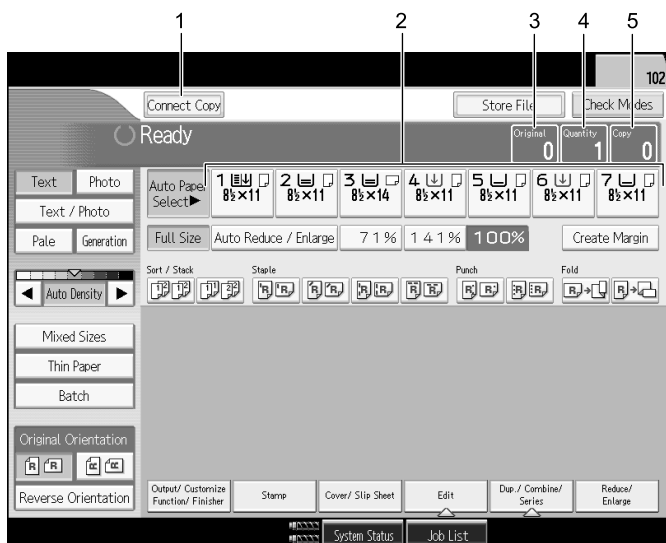 1 2 3 4 5
102
Connect Copy Store File Check Modes
Ready
Original 0 Quantity 1 Copy 0
Text Photo
Text / Photo
Pale Generation
Auto Density
Mixed Sizes
Thin Paper
Batch
Original Orientation
R R R R
Reverse Orientation
Auto Paper
Select▶
1 8½×11 2 8½×11 3 8½×14 4 8½×11 5 8½×11 6 8½×11 7 8½×11
Full Size Auto Reduce / Enlarge 71% 141% 100% Create Margin
Sort / Stack Staple Punch Fold
Output/ Customize
Function/ Finisher
Stamp
Cover/ Slip Sheet
Edit
Dup./ Combine/
Series
Reduce/
Enlarge
System Status Job List